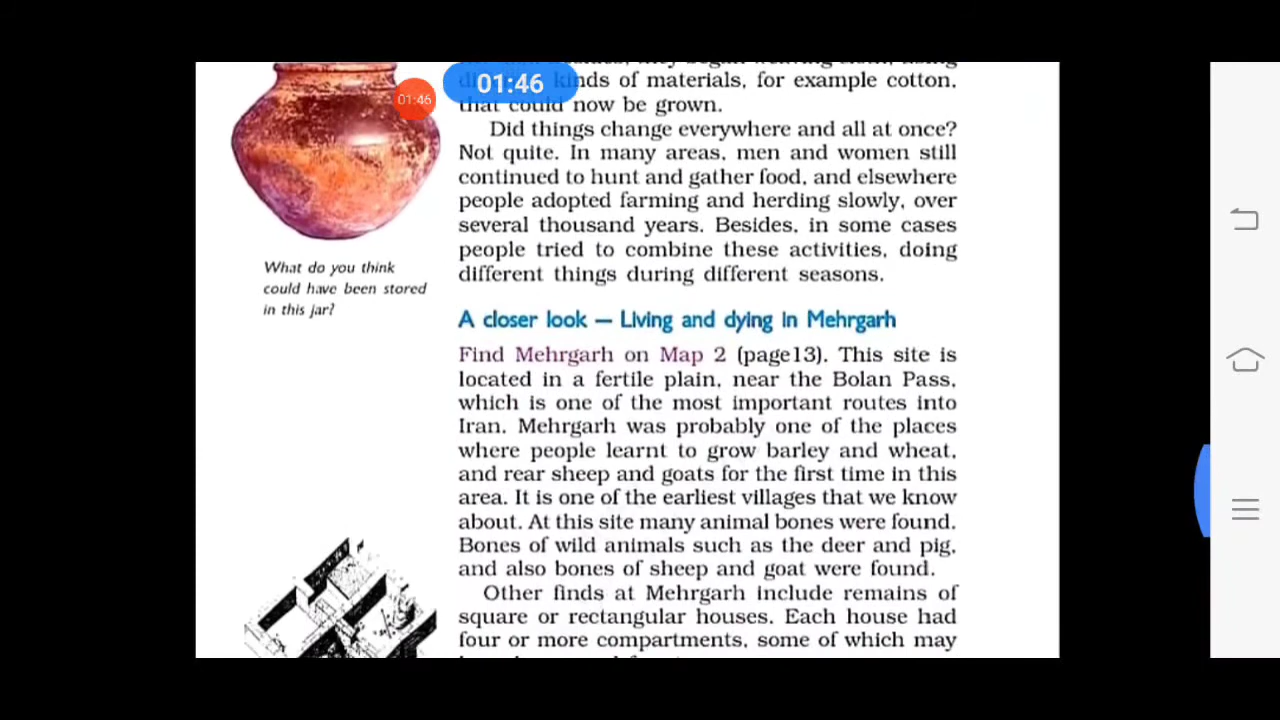 01:46
01:46
kinds of materials, for example cotton,
that could now be grown.
Did things change everywhere and all at once?
Not quite. In many areas, men and women still
continued to hunt and gather food, and elsewhere
people adopted farming and herding slowly, over
several thousand years. Besides, in some cases
people tried to combine these activities, doing
different things during different seasons.
What do you think
could have been stored
in this jar?
A closer look — Living and dying in Mehrgarh
Find Mehrgarh on Map 2 (page13). This site is
located in a fertile plain, near the Bolan Pass,
which is one of the most important routes into
Iran. Mehrgarh was probably one of the places
where people learnt to grow barley and wheat,
and rear sheep and goats for the first time in this
area. It is one of the earliest villages that we know
about. At this site many animal bones were found.
Bones of wild animals such as the deer and pig,
and also bones of sheep and goat were found.
Other finds at Mehrgarh include remains of
square or rectangular houses. Each house had
four or more compartments, some of which may